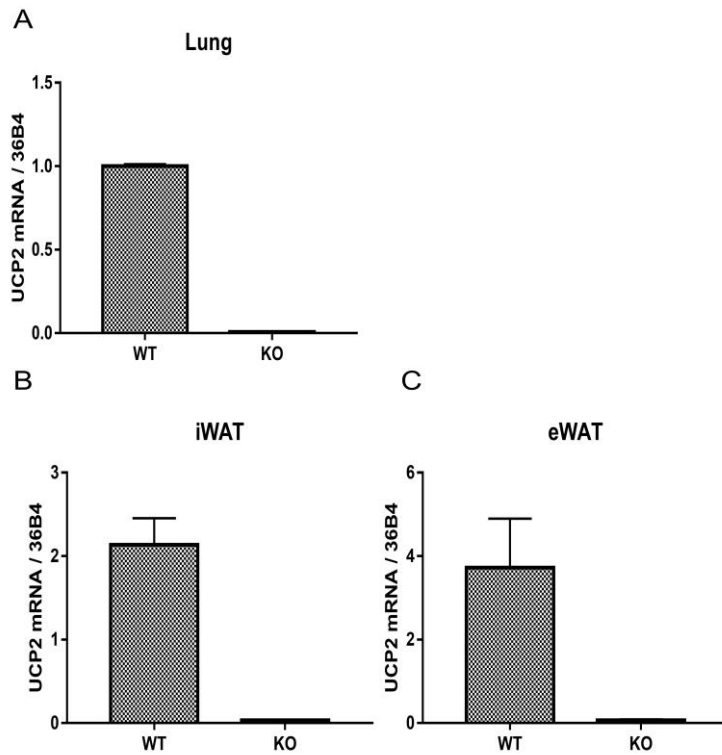 A
Lung
UCP2 mRNA / 36B4
1.5
1.0
0.5
0.0
WT KO
B
iWAT
UCP2 mRNA / 36B4
3
2
1
0
WT KO
C
eWAT
UCP2 mRNA / 36B4
6
4
2
0
WT KO